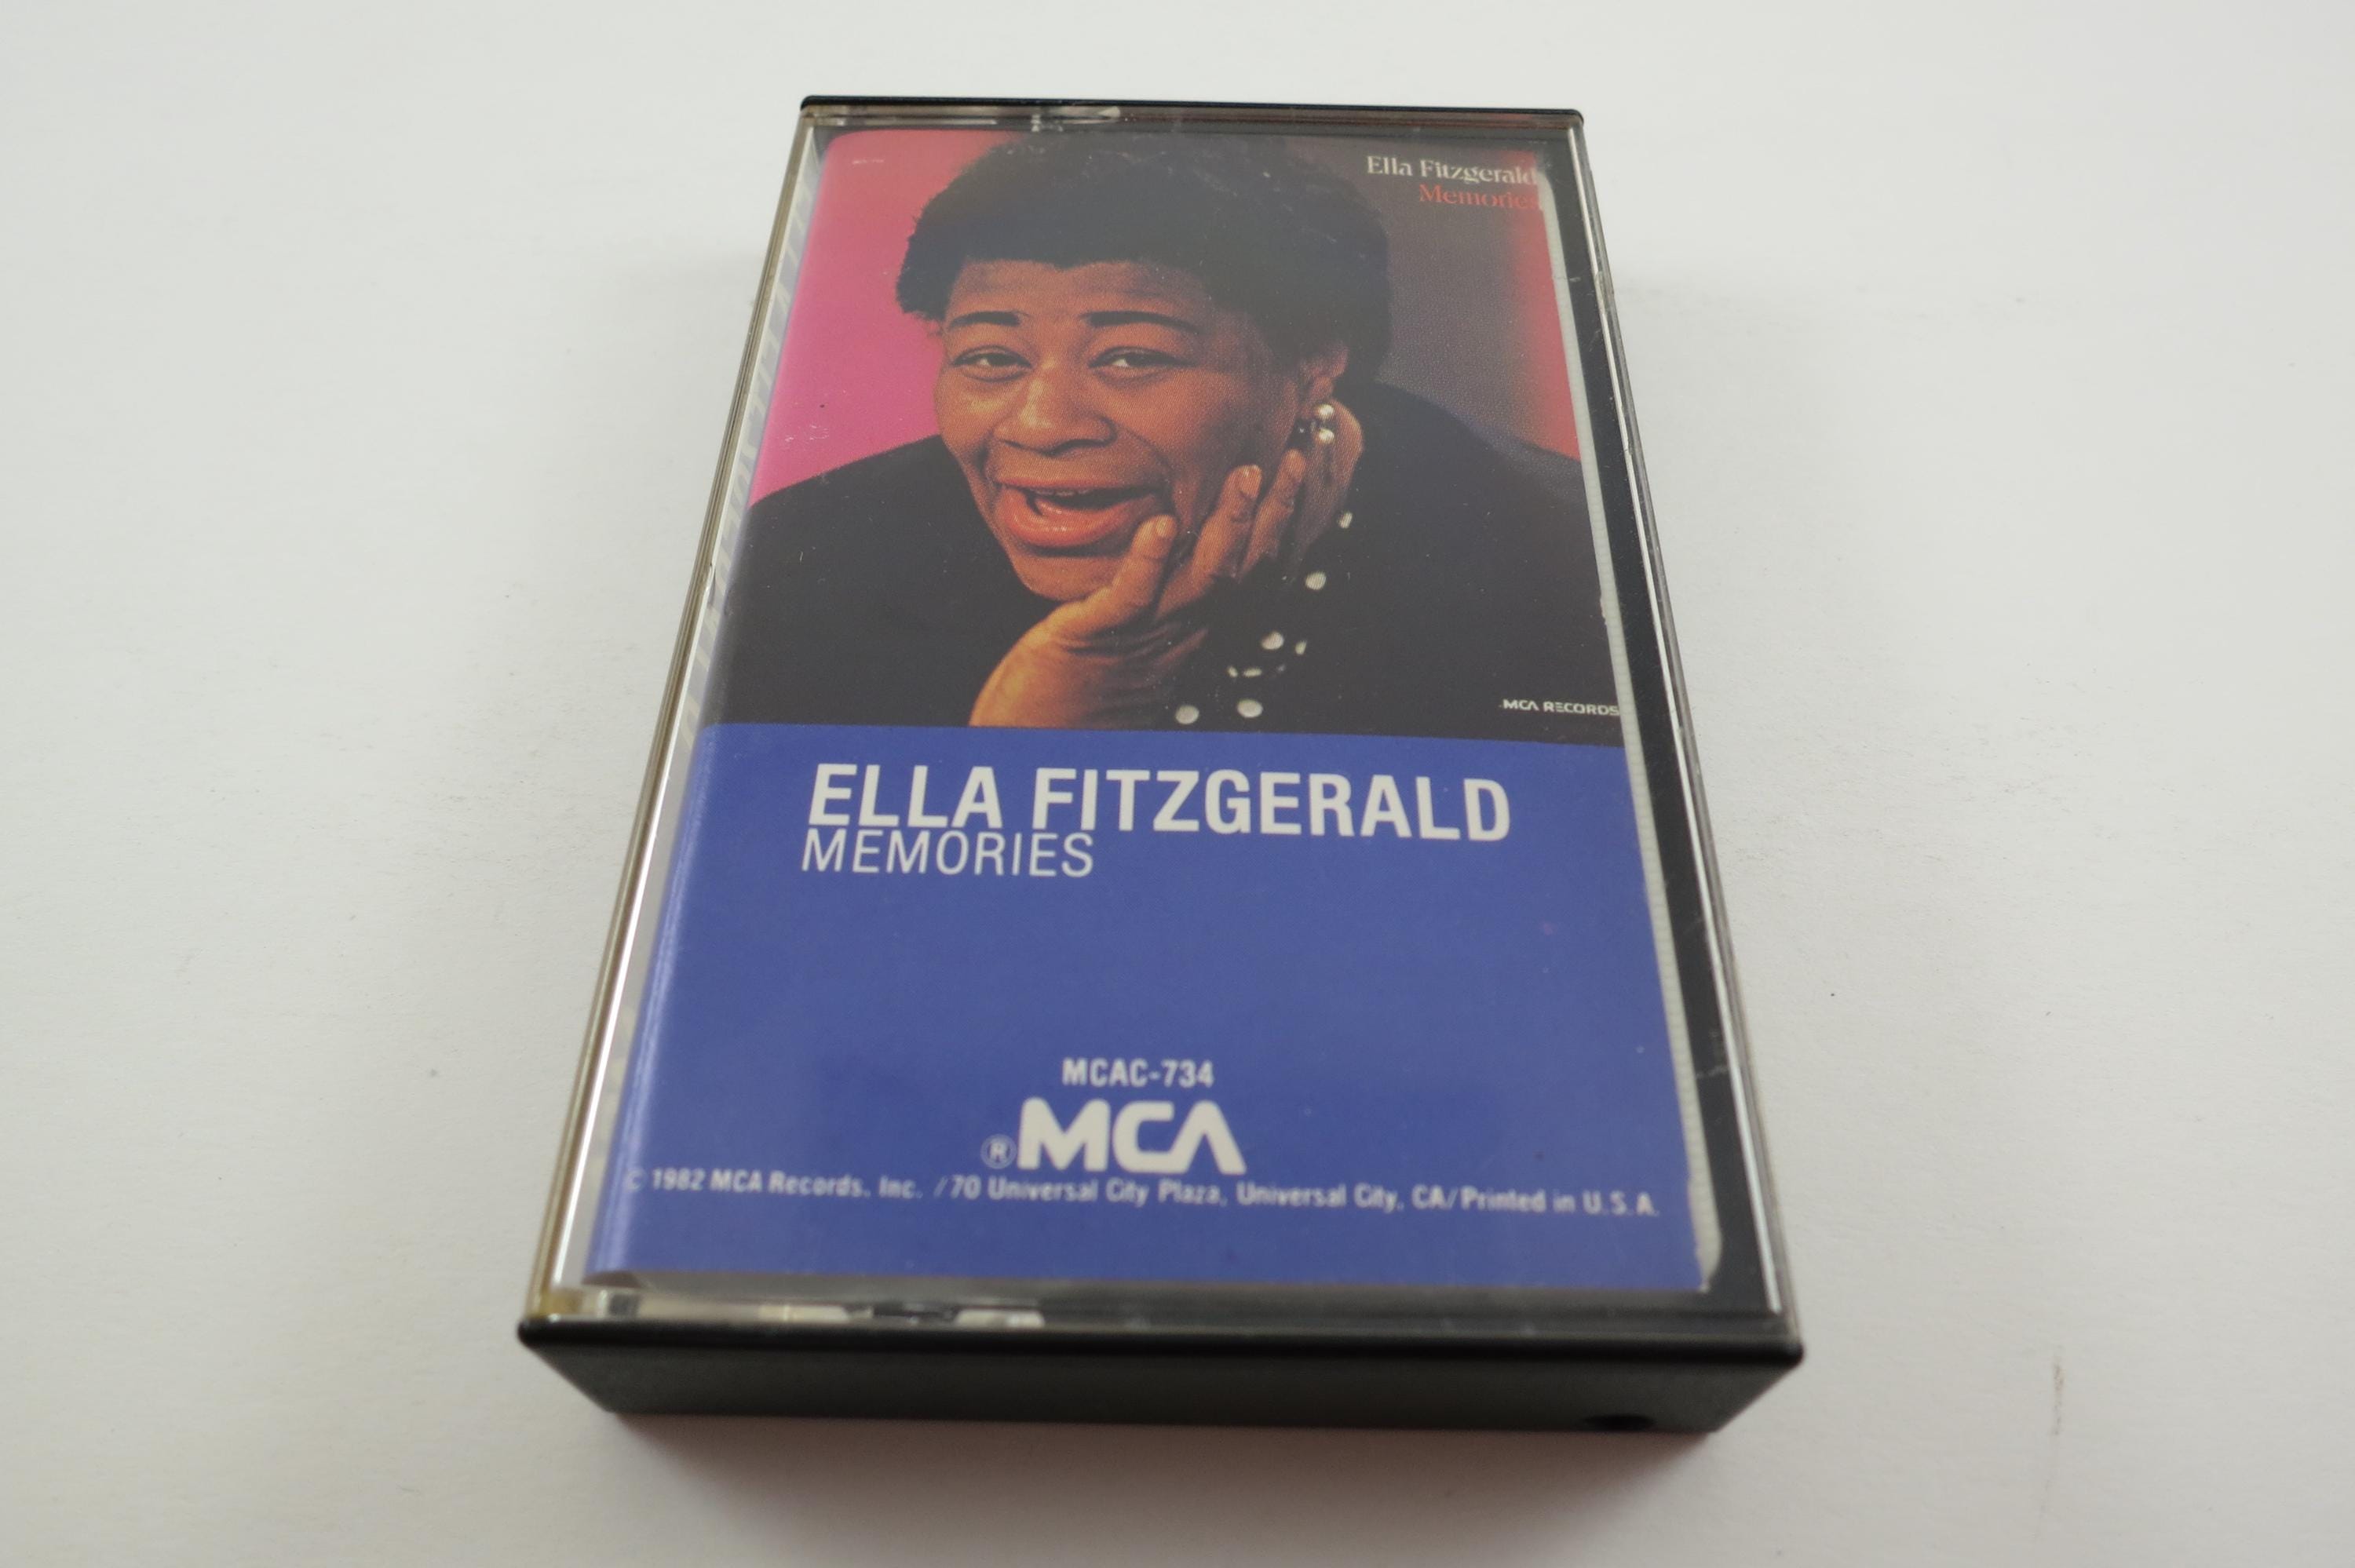 Ella Fitzgerald
Memories
MCA RECORDS
ELLA FITZGERALD
MEMORIES
MCAC-734
®MCA
© 1982 MCA Records, Inc. / 70 Universal City Plaza, Universal City, CA/Printed in U.S.A.